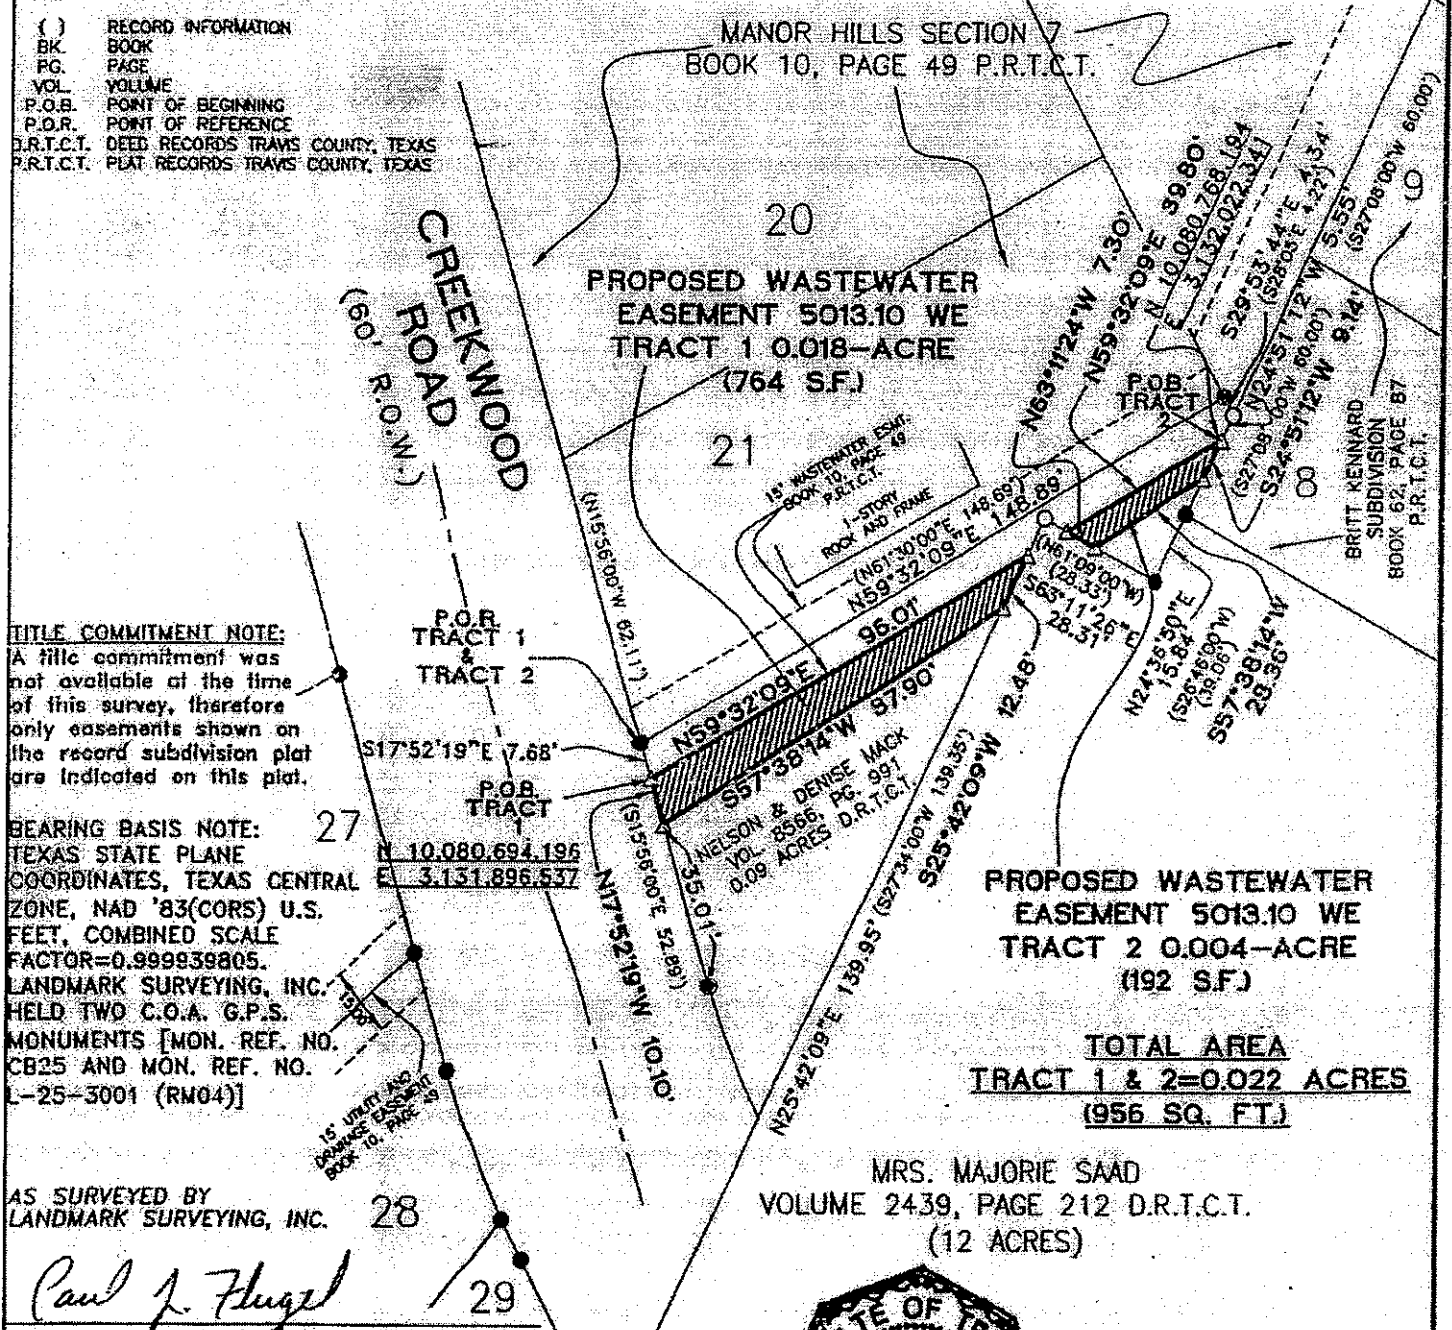 ( ) RECORD INFORMATION
BK. BOOK
PG. PAGE
VOL. VOLUME
P.O.B. POINT OF BEGINNING
P.O.R. POINT OF REFERENCE
D.R.T.C.T. DEED RECORDS TRAVIS COUNTY, TEXAS
P.R.T.C.T. PLAT RECORDS TRAVIS COUNTY, TEXAS
MANOR HILLS SECTION 7
BOOK 10, PAGE 49 P.R.T.C.T.
20
PROPOSED WASTEWATER
EASEMENT 5013.10 WE
TRACT 1 0.018-ACRE
(764 S.F.)
21
CREEKWOOD
ROAD
(60' R.O.W.)
15' WASTEWATER ESMT.
BOOK 10, PAGE 49
P.R.T.C.T.
1-STORY
ROCK AND FRAME
(N61°30'00"E 148.69')
N59°32'09"E 148.89'
(N15°56'00"W 62.11')
N63°11'24"W 7.30'
N59°32'09"E 39.80'
N 10,080,768.194
E 3,132,022.34]
S29°53'44"E 4.34'
(S28°05'E 4.22')
N24°51'12"W 5.55'
(S27°08'00"W 60.00')
S24°51'12"W 9.14'
(S27°08'00"W 60.00')
P.O.B.
TRACT
2
9
8
BRITT KENNARD
SUBDIVISION
BOOK 62, PAGE 87
P.R.T.C.T.
(N61°09'00"W)
(28.33')
S63°11'26"E
28.31'
N24°36'50"E
15.84'
(S26°46'00"W)
(39.06')
S57°38'14"W
28.36'
N59°32'09"E 96.01'
S57°38'14"W 87.90'
S25°42'09"W 12.48'
N25°42'09"E 139.95' (S27°34'00"W 139.35')
NELSON & DENISE MACK
VOL. 8566, PG. 991
0.09 ACRES D.R.T.C.T.
P.O.R.
TRACT 1
&
TRACT 2
S17°52'19"E 7.68'
P.O.B.
TRACT
1
N 10,080,694.196
E 3,131,896.537
(S15°56'00"E 52.89')
35.01'
N17°52'19"W 10.10'
TITLE COMMITMENT NOTE:
A title commitment was
not available at the time
of this survey, therefore
only easements shown on
the record subdivision plat
are indicated on this plat.
BEARING BASIS NOTE:
TEXAS STATE PLANE
COORDINATES, TEXAS CENTRAL
ZONE, NAD '83(CORS) U.S.
FEET, COMBINED SCALE
FACTOR=0.999939805.
LANDMARK SURVEYING, INC.
HELD TWO C.O.A. G.P.S.
MONUMENTS [MON. REF. NO.
CB25 AND MON. REF. NO.
L-25-3001 (RM04)]
27
15.00'
15' UTILITY AND
DRAINAGE EASEMENT
BOOK 10, PAGE 49
28
29
PROPOSED WASTEWATER
EASEMENT 5013.10 WE
TRACT 2 0.004-ACRE
(192 S.F.)
TOTAL AREA
TRACT 1 & 2=0.022 ACRES
(956 SQ. FT.)
MRS. MAJORIE SAAD
VOLUME 2439, PAGE 212 D.R.T.C.T.
(12 ACRES)
AS SURVEYED BY
LANDMARK SURVEYING, INC.
Paul J. Flugel